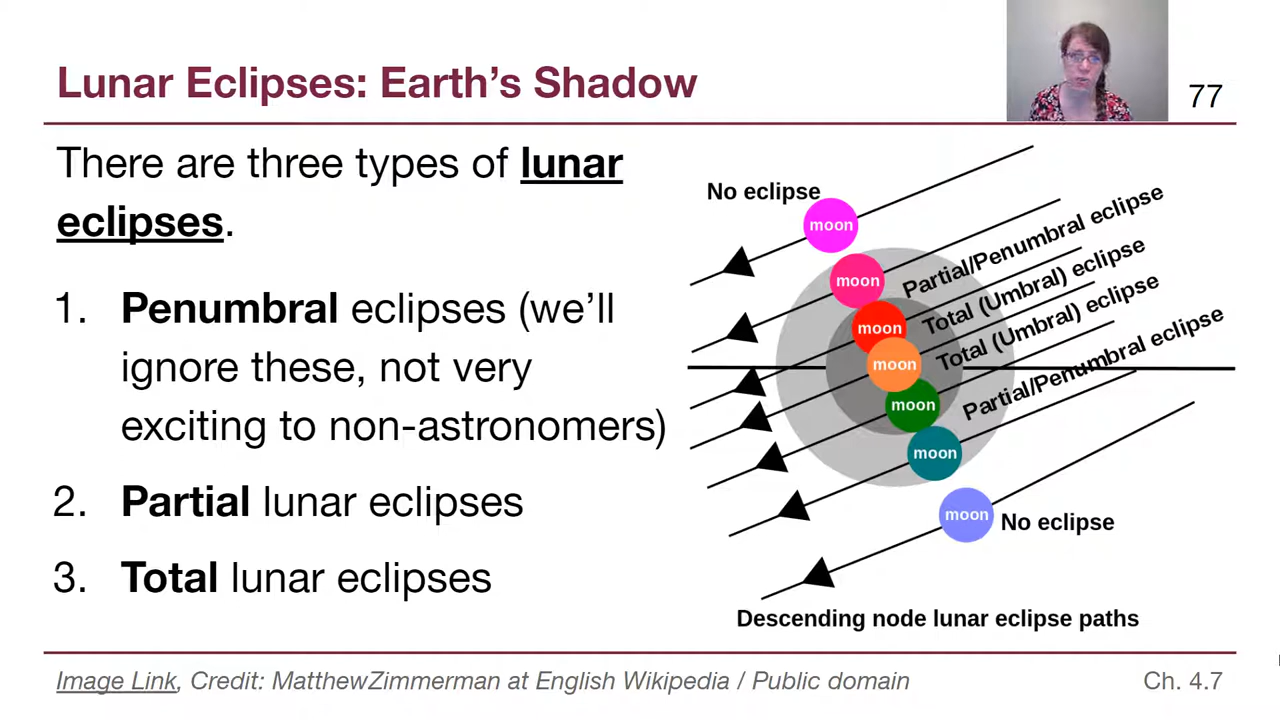 Lunar Eclipses: Earth's Shadow
77
There are three types of lunar
eclipses.
1. Penumbral eclipses (we'll
ignore these, not very
exciting to non-astronomers)
2. Partial lunar eclipses
3. Total lunar eclipses
No eclipse
moon
moon
Partial/Penumbral eclipse
moon
Total (Umbral) eclipse
moon
Total (Umbral) eclipse
moon
Partial/Penumbral eclipse
moon
moon
No eclipse
Descending node lunar eclipse paths
Image Link, Credit: MatthewZimmerman at English Wikipedia / Public domain
Ch. 4.7